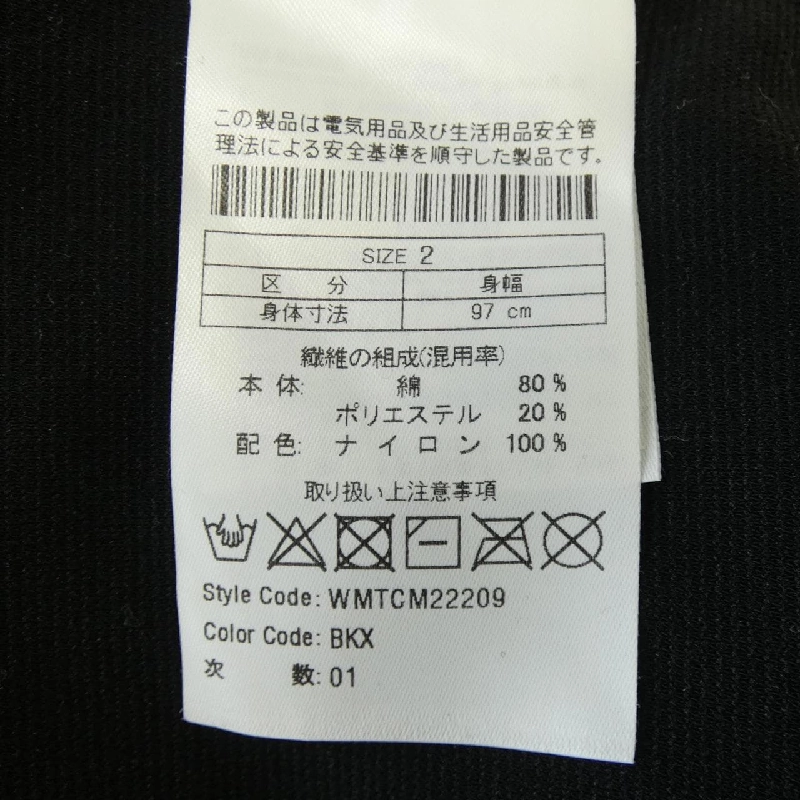 この製品は電気用品及び生活用品安全管
理法による安全基準を順守した製品です。
SIZE 2
区 分 身幅
身体寸法 97 cm
繊維の組成(混用率)
本 体: 綿 80 %
ポリエステル 20 %
配 色: ナ イ ロ ン 100 %
取り扱い上注意事項
Style Code: WMTCM22209
Color Code: BKX
次 数: 01